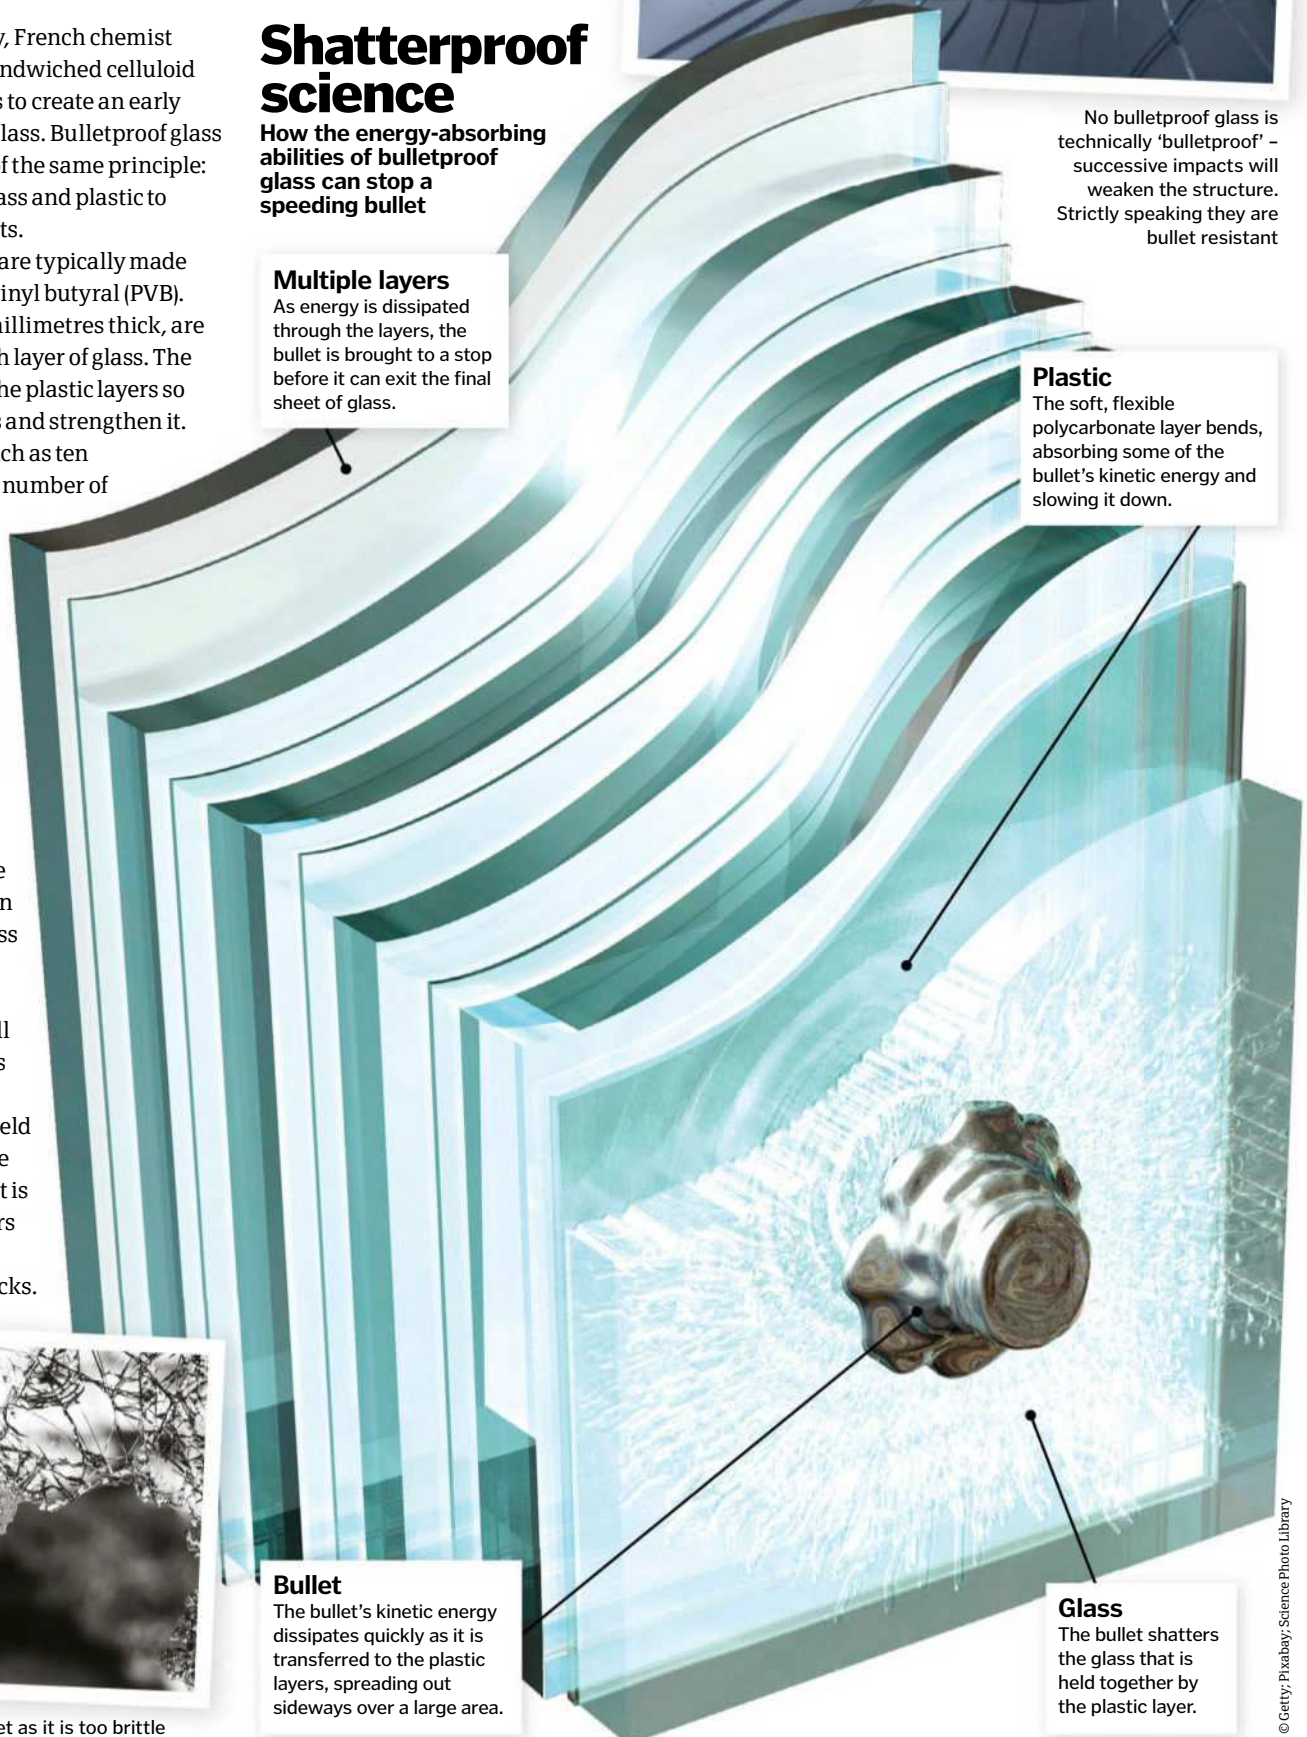 y, French chemist
ndwiched celluloid
s to create an early
lass. Bulletproof glass
f the same principle:
ass and plastic to
ts.
are typically made
inyl butyral (PVB).
illimetres thick, are
h layer of glass. The
he plastic layers so
s and strengthen it.
ch as ten
number of
e
n
ss
ll
s
eld
e
t is
rs
cks.
et as it is too brittle
Shatterproof
science
How the energy-absorbing
abilities of bulletproof
glass can stop a
speeding bullet
No bulletproof glass is
technically ‘bulletproof’ –
successive impacts will
weaken the structure.
Strictly speaking they are
bullet resistant
Multiple layers
As energy is dissipated
through the layers, the
bullet is brought to a stop
before it can exit the final
sheet of glass.
Plastic
The soft, flexible
polycarbonate layer bends,
absorbing some of the
bullet’s kinetic energy and
slowing it down.
Bullet
The bullet’s kinetic energy
dissipates quickly as it is
transferred to the plastic
layers, spreading out
sideways over a large area.
Glass
The bullet shatters
the glass that is
held together by
the plastic layer.
© Getty; Pixabay; Science Photo Library